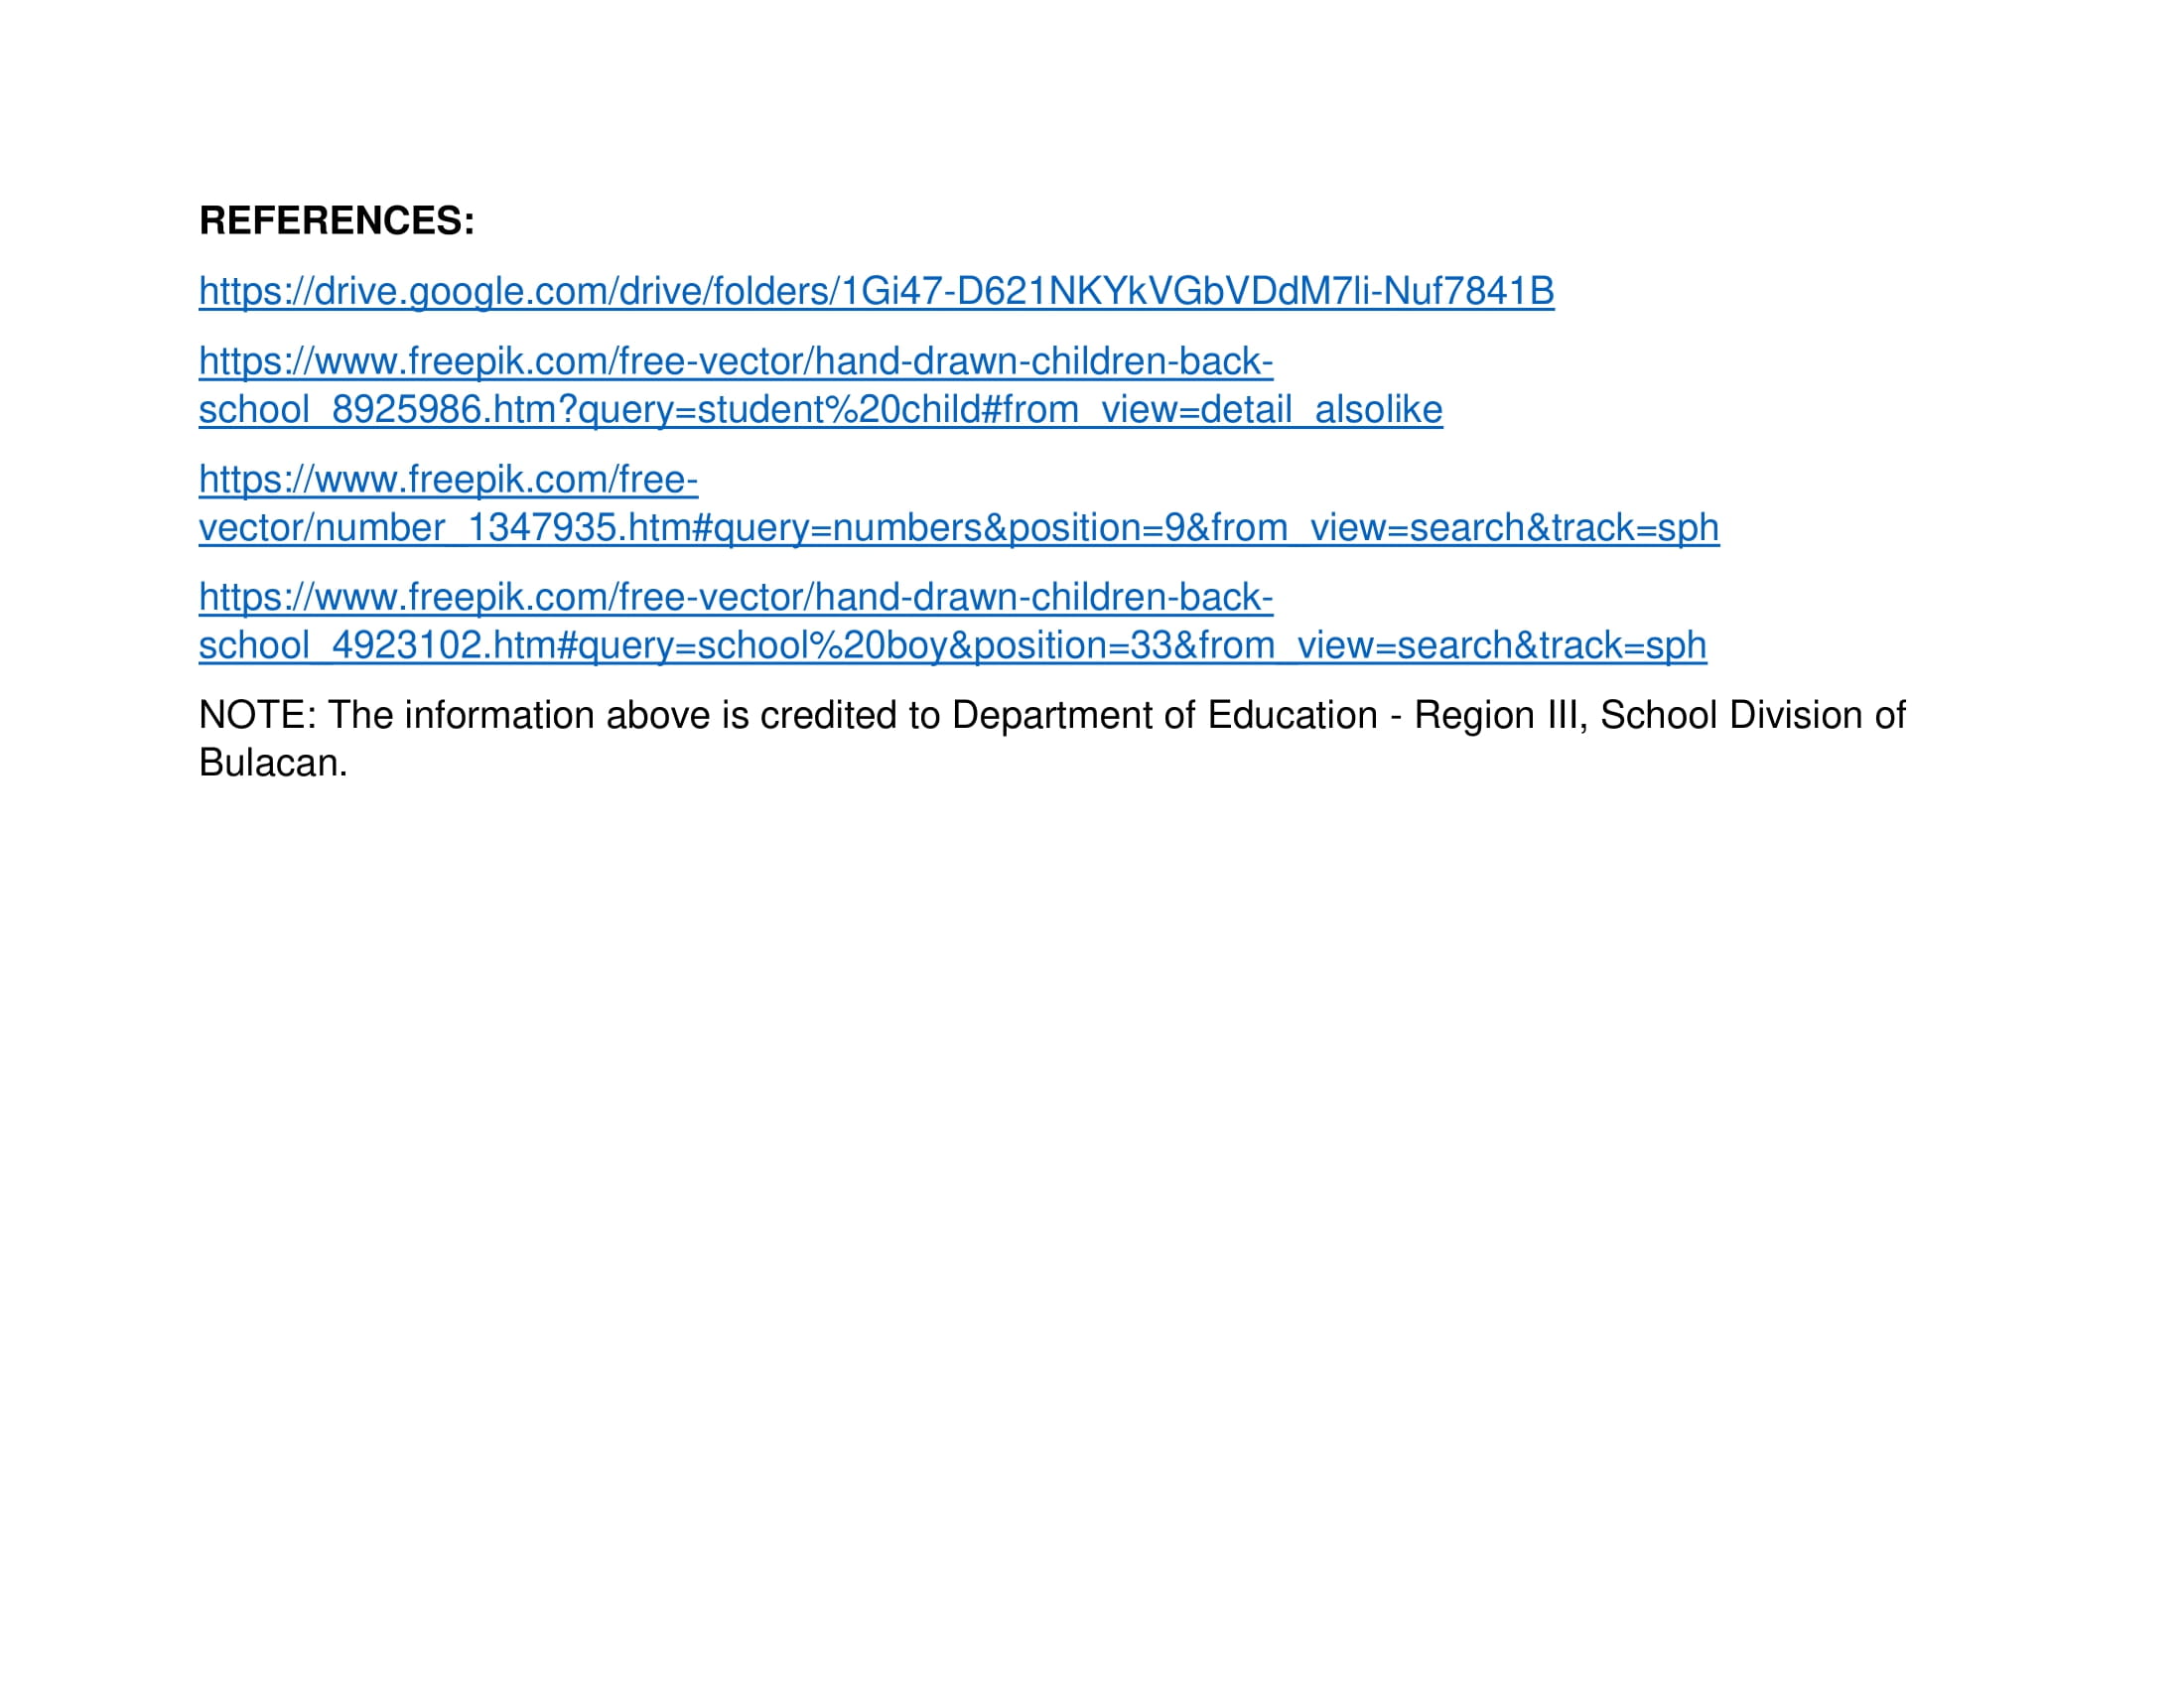 REFERENCES:
https://drive.google.com/drive/folders/1Gi47-D621NKYkVGbVDdM7li-Nuf7841B
https://www.freepik.com/free-vector/hand-drawn-children-back-
school_8925986.htm?query=student%20child#from_view=detail_alsolike
https://www.freepik.com/free-
vector/number_1347935.htm#query=numbers&position=9&from_view=search&track=sph
https://www.freepik.com/free-vector/hand-drawn-children-back-
school_4923102.htm#query=school%20boy&position=33&from_view=search&track=sph
NOTE: The information above is credited to Department of Education - Region III, School Division of
Bulacan.